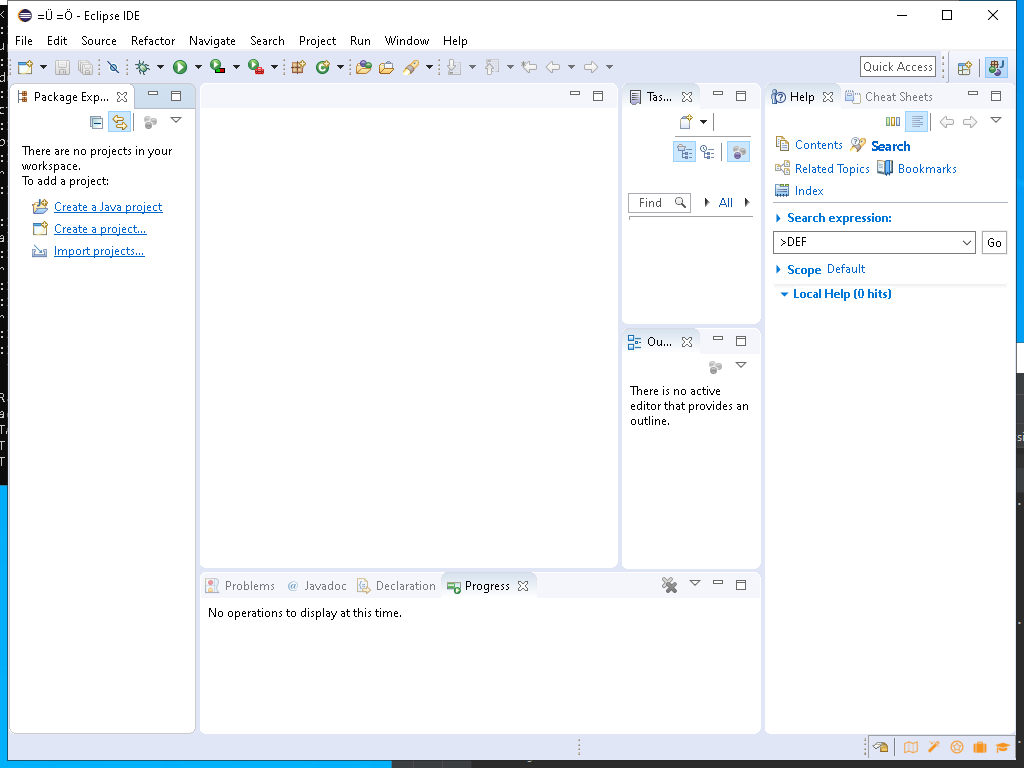 =Ü =Ö - Eclipse IDE
File Edit Source Refactor Navigate Search Project Run Window Help
Quick Access
Package Exp...
There are no projects in your
workspace.
To add a project:
Create a Java project
Create a project...
Import projects...
Tas...
Find
All
Ou...
There is no active
editor that provides an
outline.
Help
Cheat Sheets
Contents
Search
Related Topics
Bookmarks
Index
Search expression:
>DEF
Go
Scope Default
Local Help (0 hits)
Problems
@ Javadoc
Declaration
Progress
No operations to display at this time.